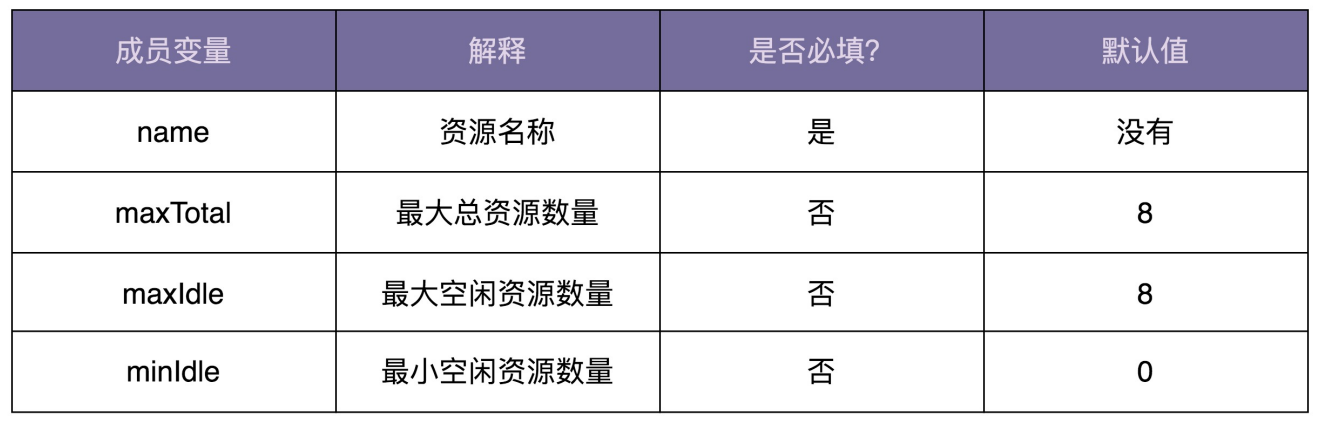 成员变量 解释 是否必填? 默认值
name 资源名称 是 没有
maxTotal 最大总资源数量 否 8
maxIdle 最大空闲资源数量 否 8
minIdle 最小空闲资源数量 否 0